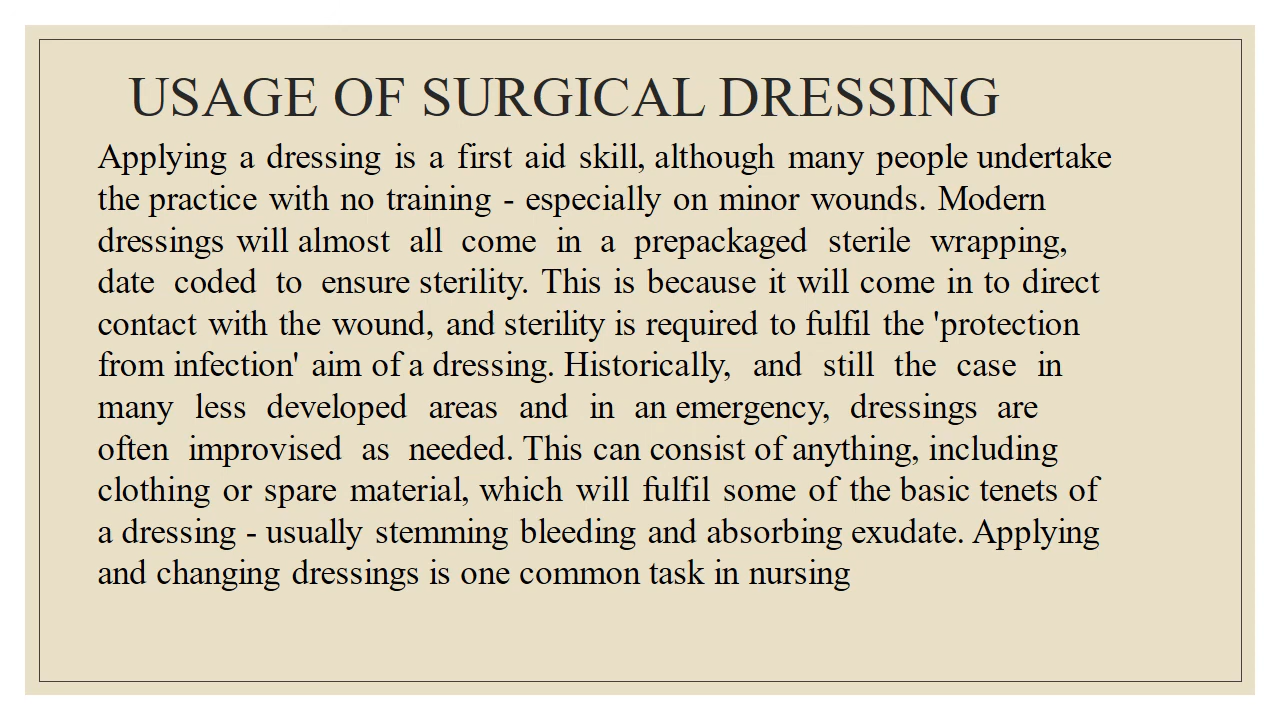 USAGE OF SURGICAL DRESSING
Applying a dressing is a first aid skill, although many people undertake
the practice with no training - especially on minor wounds. Modern
dressings will almost all come in a prepackaged sterile wrapping,
date coded to ensure sterility. This is because it will come in to direct
contact with the wound, and sterility is required to fulfil the 'protection
from infection' aim of a dressing. Historically, and still the case in
many less developed areas and in an emergency, dressings are
often improvised as needed. This can consist of anything, including
clothing or spare material, which will fulfil some of the basic tenets of
a dressing - usually stemming bleeding and absorbing exudate. Applying
and changing dressings is one common task in nursing